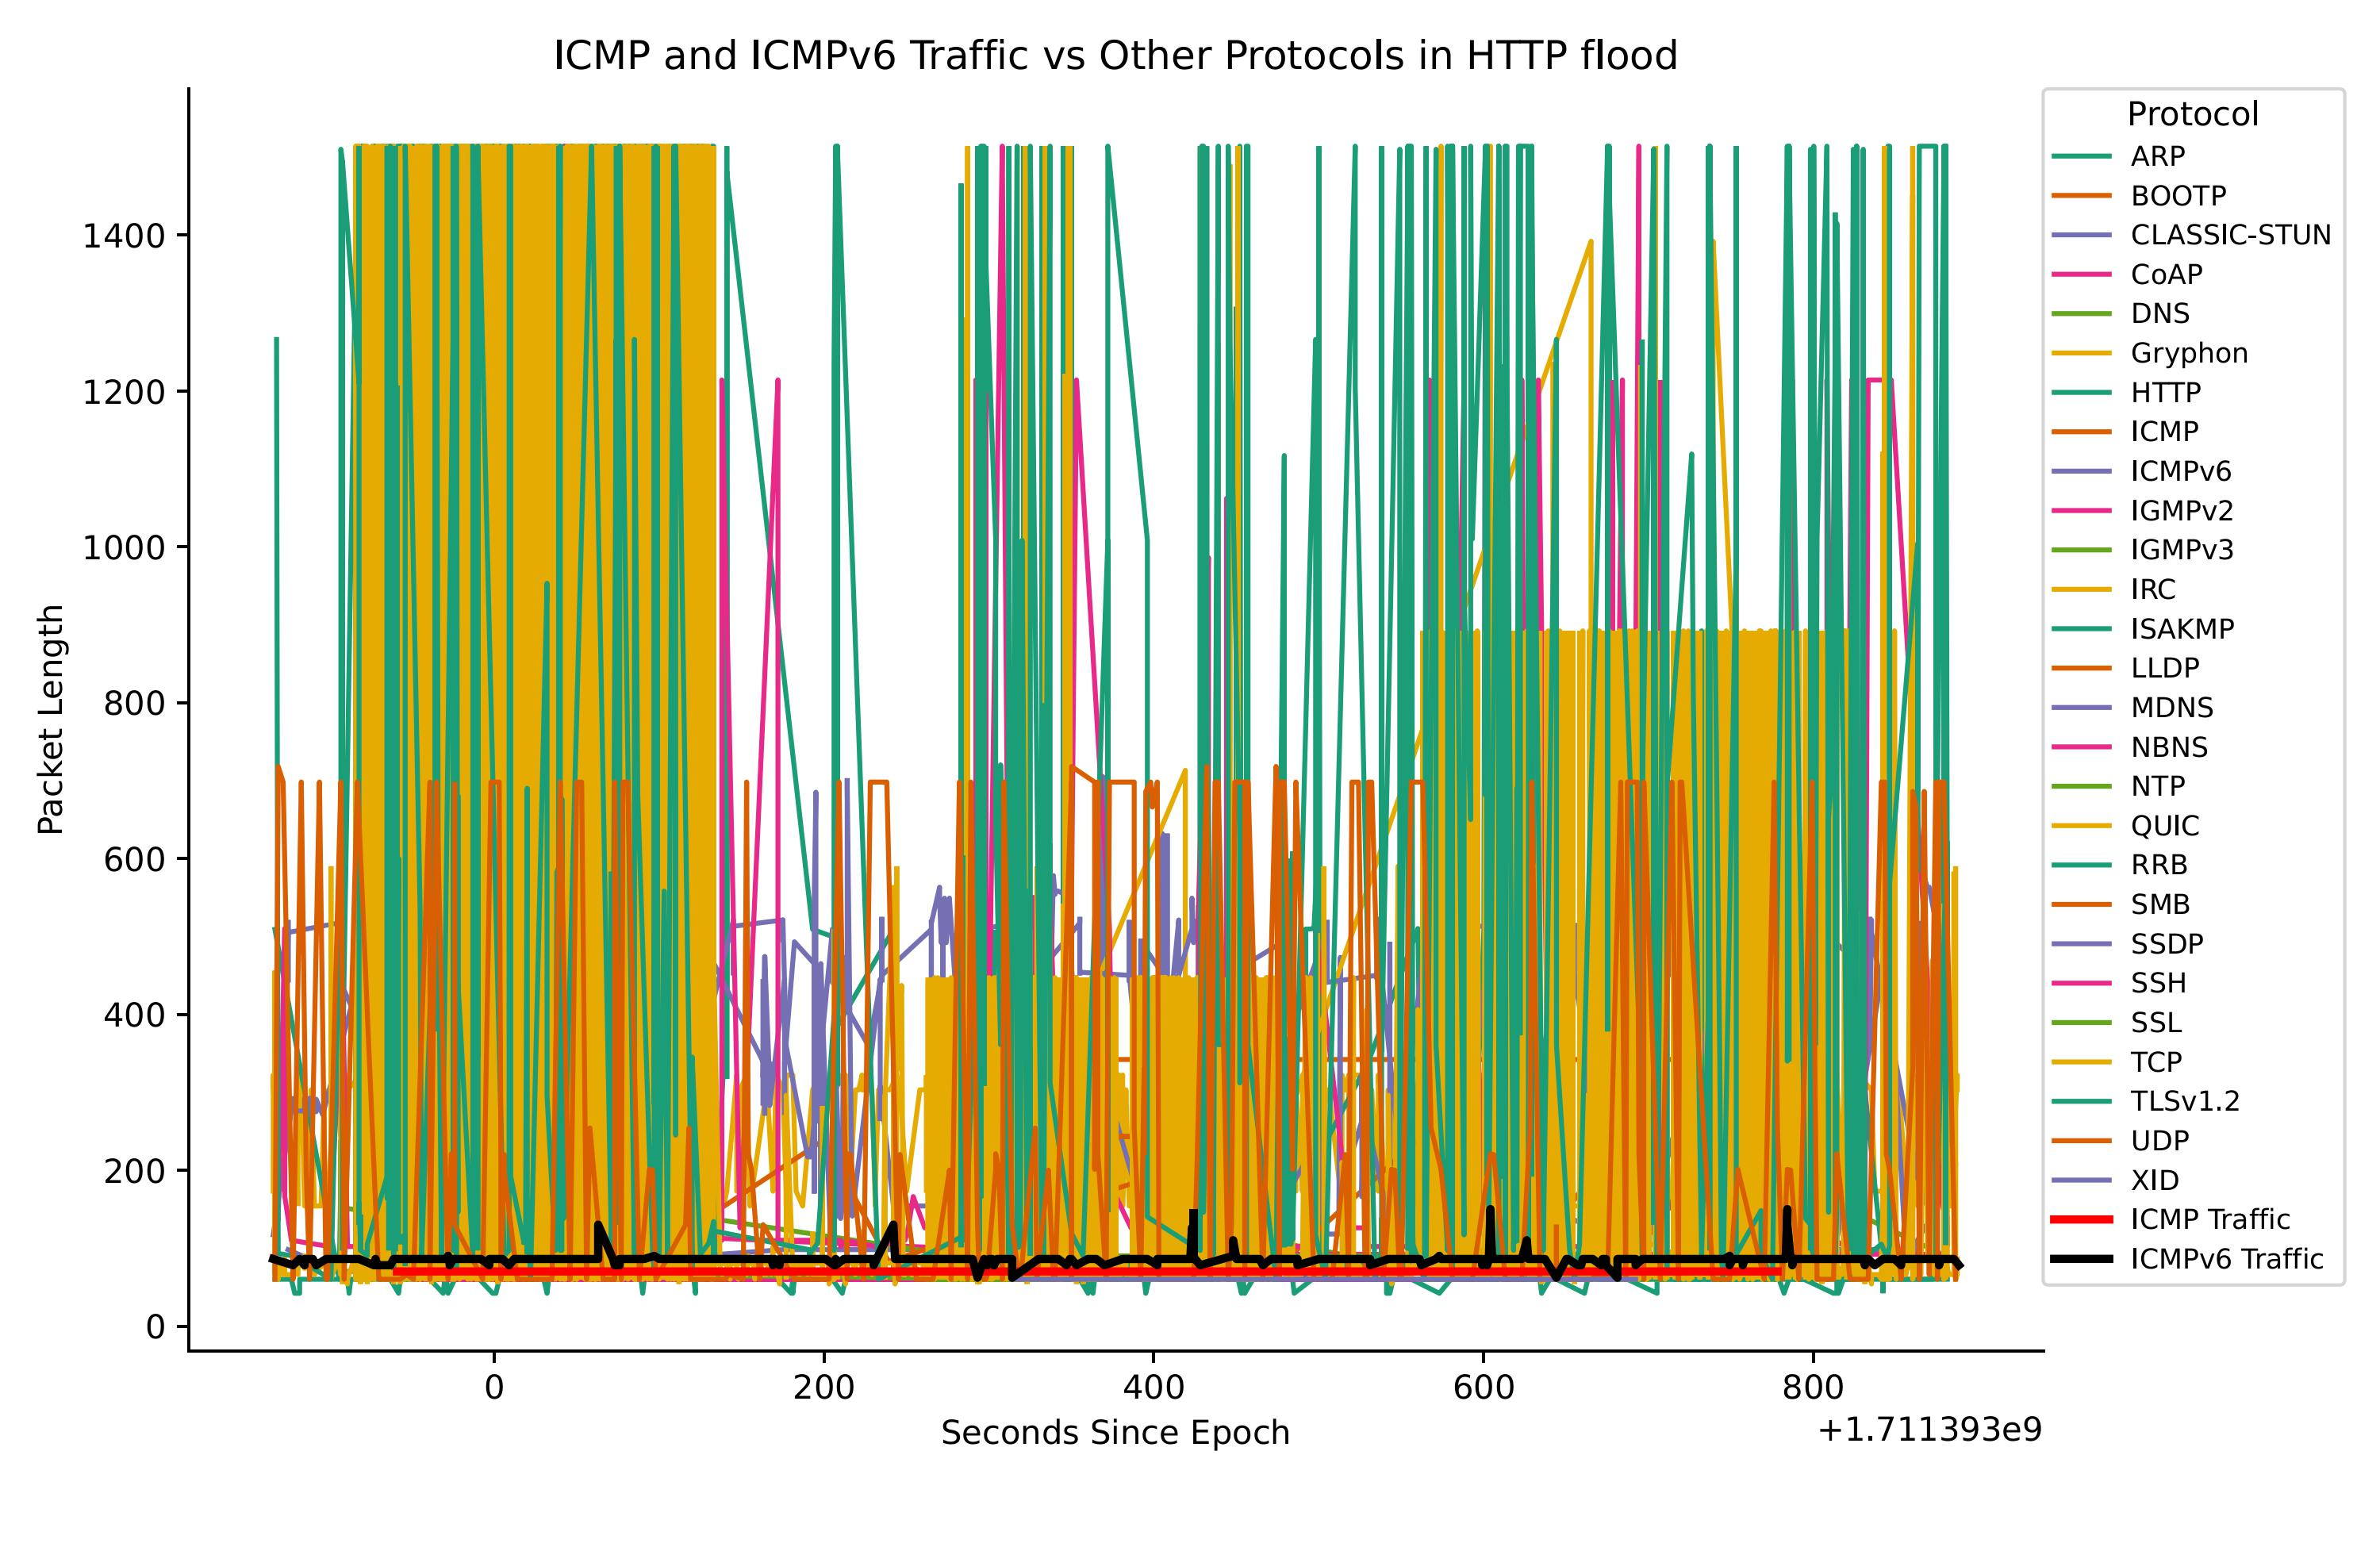 ICMP and ICMPv6 Traffic vs Other Protocols in HTTP flood
Packet Length
1400
1200
1000
800
600
400
200
0
0
200
400
600
800
Seconds Since Epoch
+1.711393e9
Protocol
ARP
BOOTP
CLASSIC-STUN
CoAP
DNS
Gryphon
HTTP
ICMP
ICMPv6
IGMPv2
IGMPv3
IRC
ISAKMP
LLDP
MDNS
NBNS
NTP
QUIC
RRB
SMB
SSDP
SSH
SSL
TCP
TLSv1.2
UDP
XID
ICMP Traffic
ICMPv6 Traffic